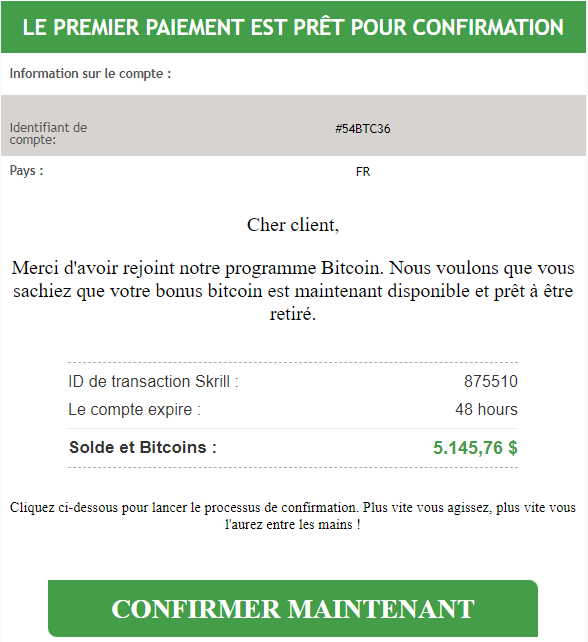 LE PREMIER PAIEMENT EST PRÊT POUR CONFIRMATION
Information sur le compte :
Identifiant de
compte:
#54BTC36
Pays :
FR
Cher client,
Merci d'avoir rejoint notre programme Bitcoin. Nous voulons que vous
sachiez que votre bonus bitcoin est maintenant disponible et prêt à être
retiré.
ID de transaction Skrill : 875510
Le compte expire : 48 hours
Solde et Bitcoins : 5.145,76 $
Cliquez ci-dessous pour lancer le processus de confirmation. Plus vite vous agissez, plus vite vous
l'aurez entre les mains !
CONFIRMER MAINTENANT